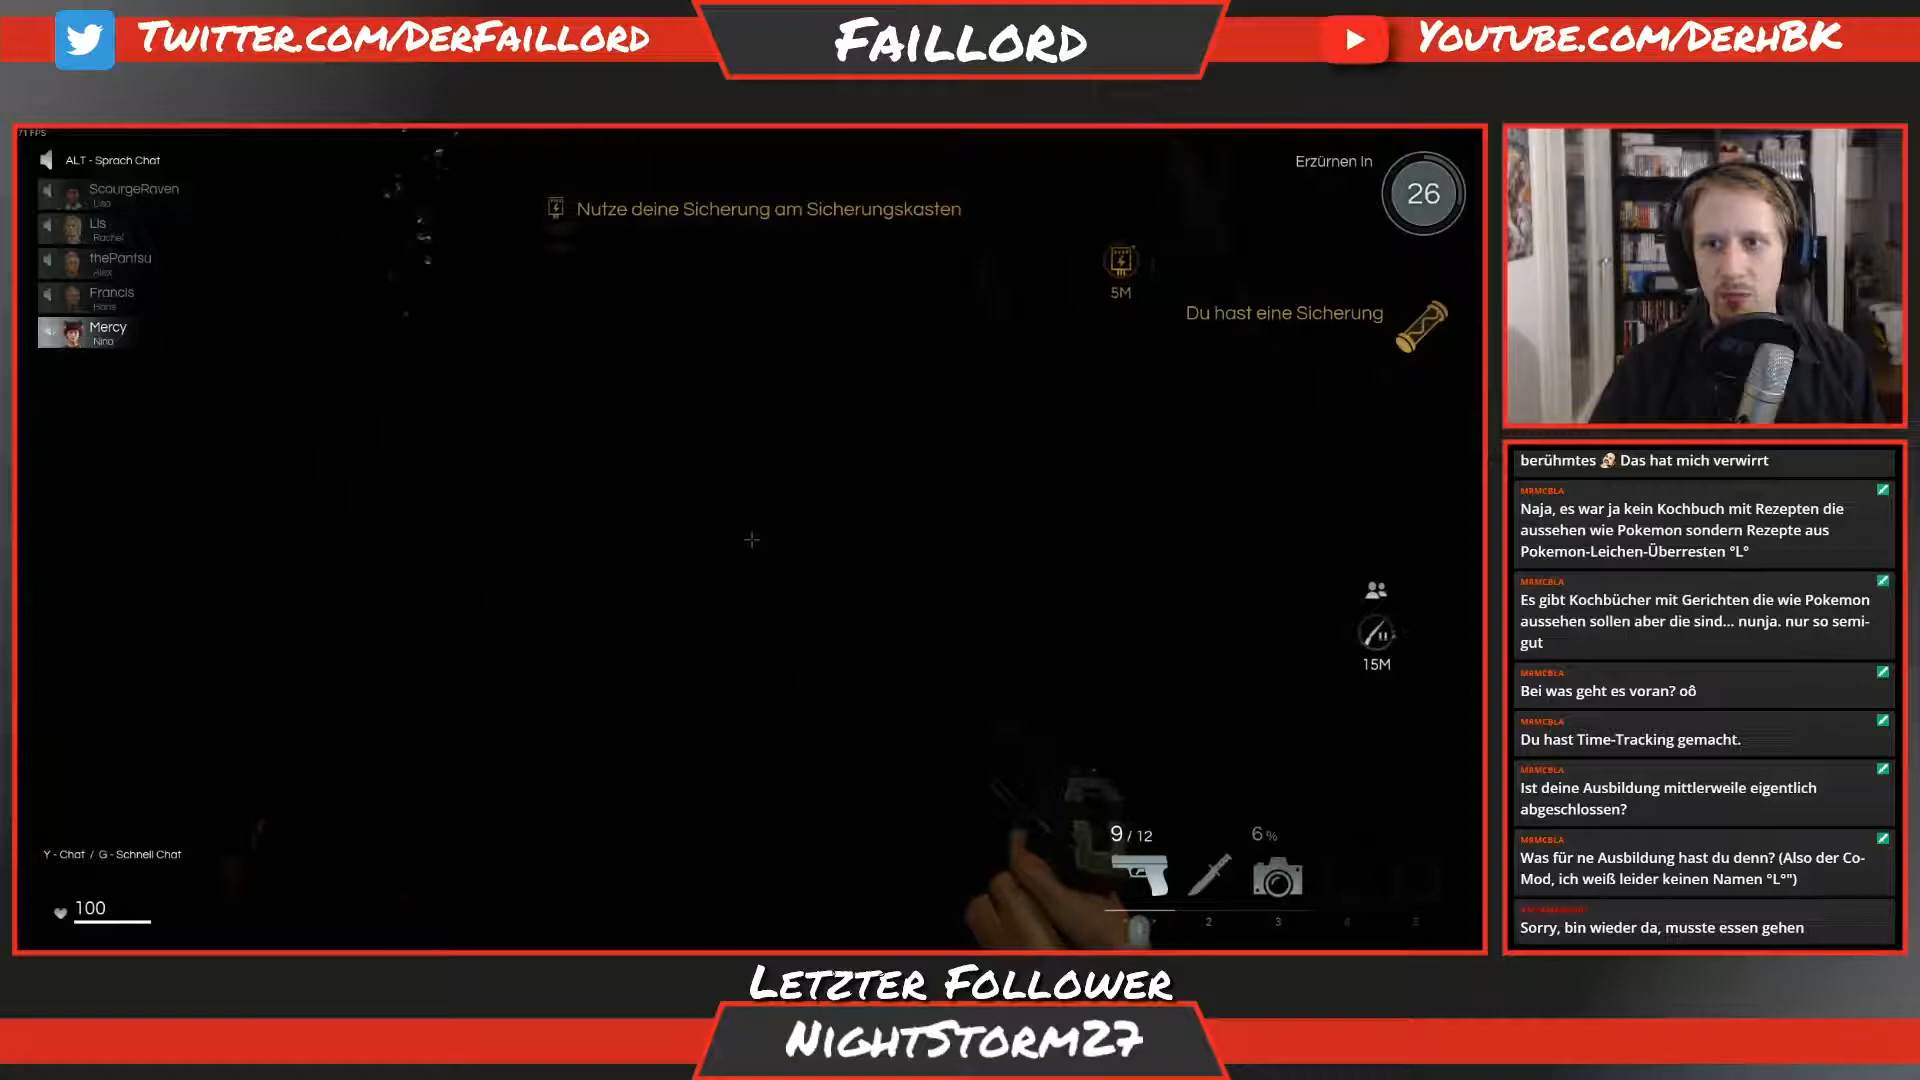 Twitter.com/DerFaillord
Faillord
Youtube.com/DerhBK
71 FPS
ALT - Sprach Chat
ScourgeRaven
Lisa
Lis
Rachel
thePantsu
Alex
Francis
Hans
Mercy
Nina
Nutze deine Sicherung am Sicherungskasten
Erzürnen In
26
5M
Du hast eine Sicherung
15M
9 / 12
6 %
2
3
4
Y - Chat / G - Schnell Chat
100
berühmtes Das hat mich verwirrt
MRMCBLA
Naja, es war ja kein Kochbuch mit Rezepten die
aussehen wie Pokemon sondern Rezepte aus
Pokemon-Leichen-Überresten °L°
MRMCBLA
Es gibt Kochbücher mit Gerichten die wie Pokemon
aussehen sollen aber die sind... nunja. nur so semi-
gut
MRMCBLA
Bei was geht es voran? oô
MRMCBLA
Du hast Time-Tracking gemacht.
MRMCBLA
Ist deine Ausbildung mittlerweile eigentlich
abgeschlossen?
MRMCBLA
Was für ne Ausbildung hast du denn? (Also der Co-
Mod, ich weiß leider keinen Namen °L°")
Sorry, bin wieder da, musste essen gehen
Letzter Follower
NightStorm27